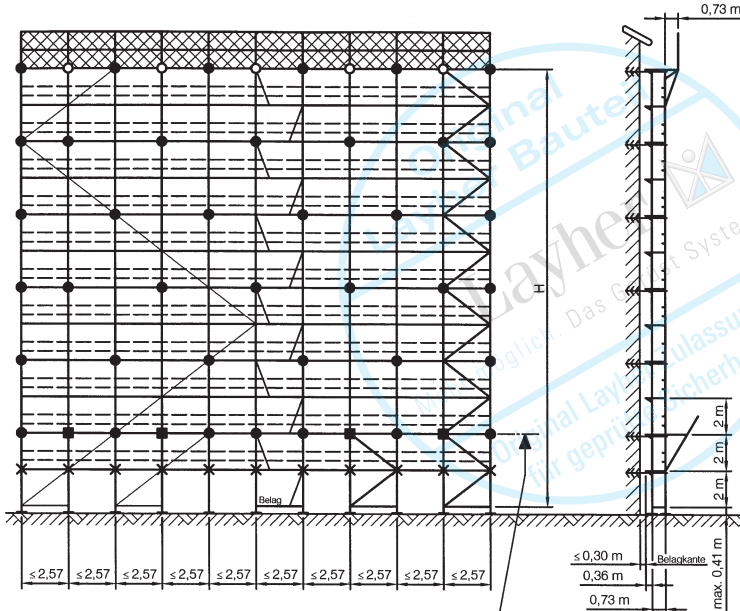 0,73 m
Original
Layher Bauteil
Layher
Mehr möglich. Das Gerüst System
Original Layher Zulassung
für geprüfte Sicherheit
H
2 m
2 m
2 m
Belag
≤ 0,30 m
Belagkante
0,36 m
0,73 m
max. 0,41 m
≤ 2,57
≤ 2,57
≤ 2,57
≤ 2,57
≤ 2,57
≤ 2,57
≤ 2,57
≤ 2,57
≤ 2,57
≤ 2,57